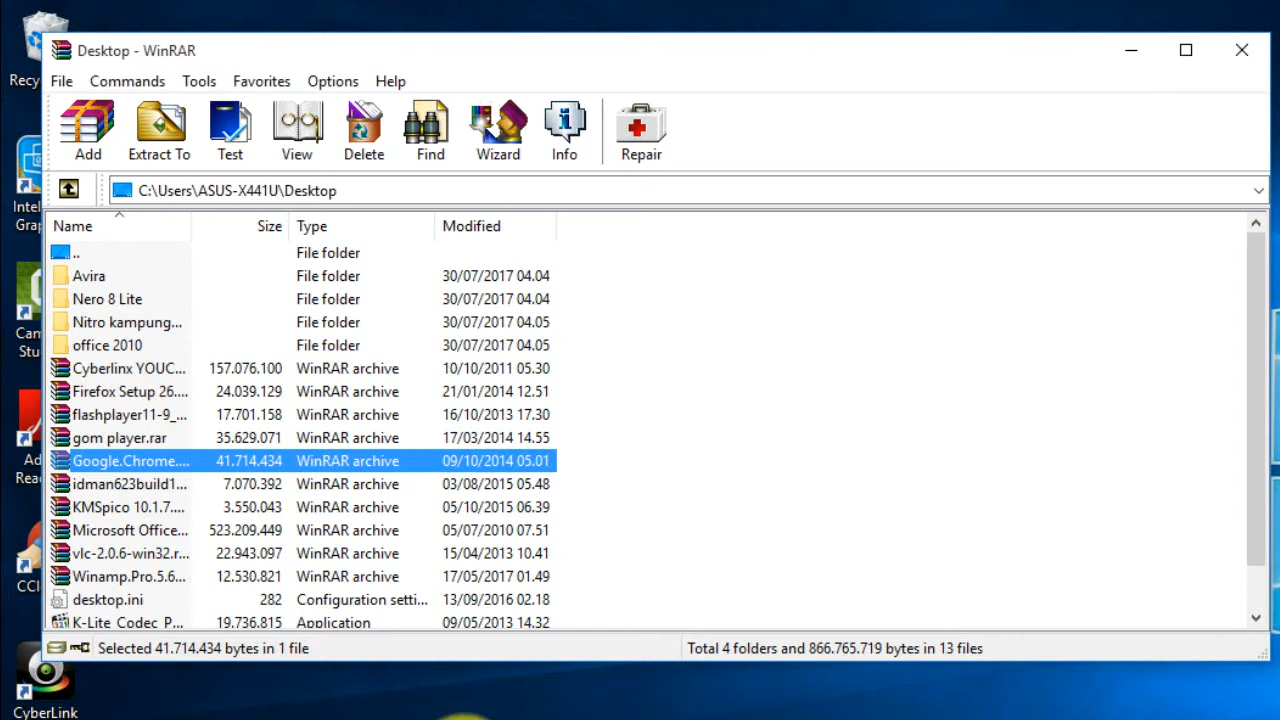 Desktop - WinRAR
File Commands Tools Favorites Options Help
Add Extract To Test View Delete Find Wizard Info Repair
C:\Users\ASUS-X441U\Desktop
Name Size Type Modified
.. File folder
Avira File folder 30/07/2017 04.04
Nero 8 Lite File folder 30/07/2017 04.04
Nitro kampung... File folder 30/07/2017 04.05
office 2010 File folder 30/07/2017 04.05
Cyberlinx YOUC... 157.076.100 WinRAR archive 10/10/2011 05.30
Firefox Setup 26.... 24.039.129 WinRAR archive 21/01/2014 12.51
flashplayer11-9_... 17.701.158 WinRAR archive 16/10/2013 17.30
gom player.rar 35.629.071 WinRAR archive 17/03/2014 14.55
Google.Chrome.... 41.714.434 WinRAR archive 09/10/2014 05.01
idman623build1... 7.070.392 WinRAR archive 03/08/2015 05.48
KMSpico 10.1.7.... 3.550.043 WinRAR archive 05/10/2015 06.39
Microsoft Office... 523.209.449 WinRAR archive 05/07/2010 07.51
vlc-2.0.6-win32.r... 22.943.097 WinRAR archive 15/04/2013 10.41
Winamp.Pro.5.6... 12.530.821 WinRAR archive 17/05/2017 01.49
desktop.ini 282 Configuration setti... 13/09/2016 02.18
K-Lite Codec P... 19.736.815 Application 09/05/2013 14.32
Selected 41.714.434 bytes in 1 file
Total 4 folders and 866.765.719 bytes in 13 files
Recy
Intel
Grap
Cam
Stu
Ad
Rea
CCl
CyberLink